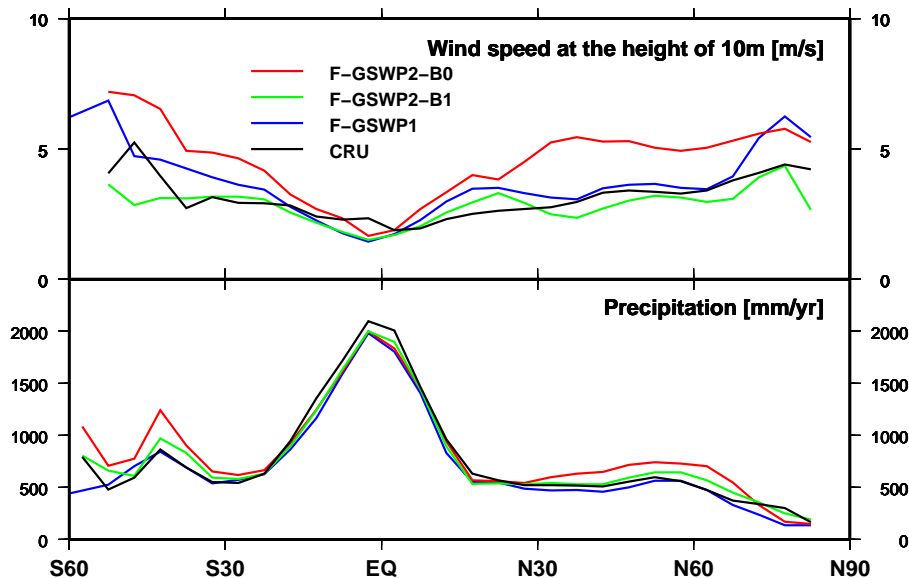 10 10
Wind speed at the height of 10m [m/s]
F-GSWP2-B0
F-GSWP2-B1
F-GSWP1
CRU
5 5
0 0
Precipitation [mm/yr]
2000 2000
1500 1500
1000 1000
500 500
0 0
S60 S30 EQ N30 N60 N90